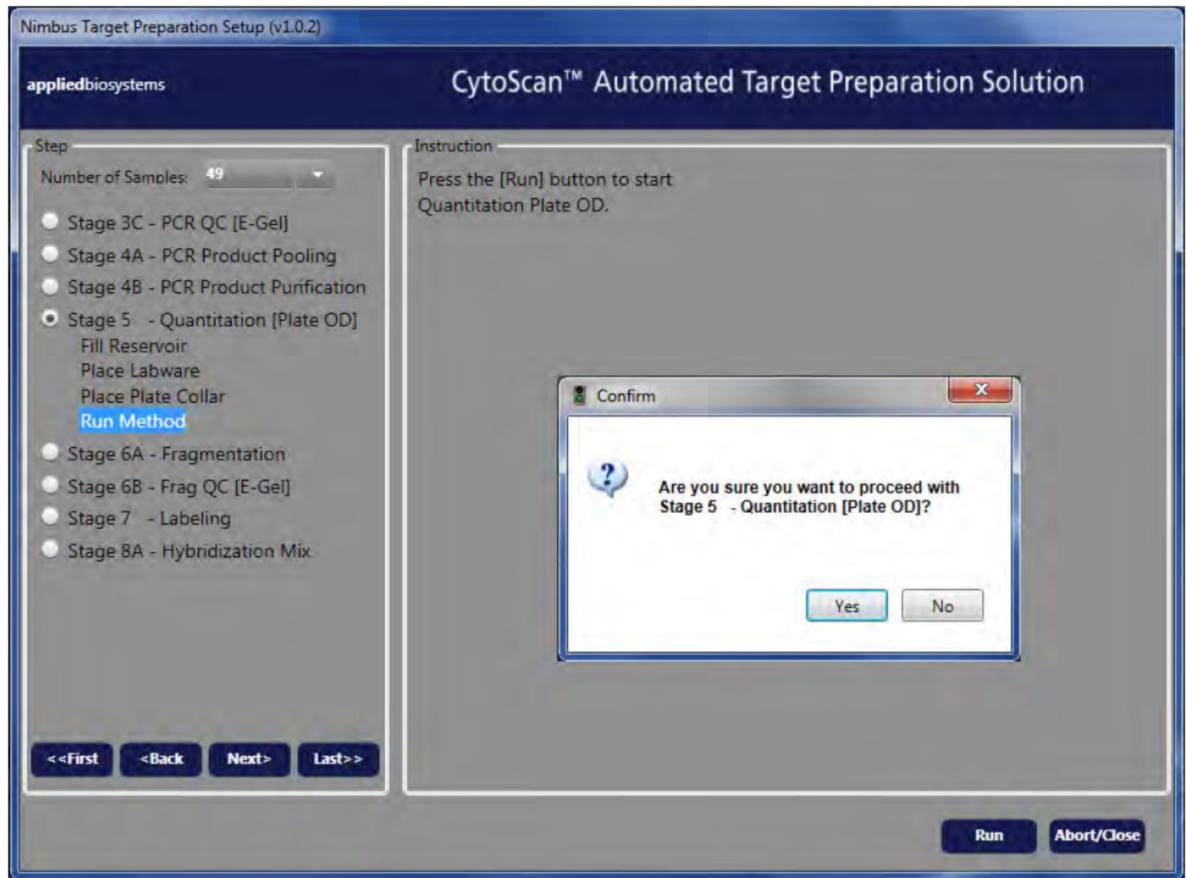 Nimbus Target Preparation Setup (v1.0.2)
appliedbiosystems
CytoScan™ Automated Target Preparation Solution
Step
Number of Samples: 49
Stage 3C - PCR QC [E-Gel]
Stage 4A - PCR Product Pooling
Stage 4B - PCR Product Purification
Stage 5 - Quantitation [Plate OD]
Fill Reservoir
Place Labware
Place Plate Collar
Run Method
Stage 6A - Fragmentation
Stage 6B - Frag QC [E-Gel]
Stage 7 - Labeling
Stage 8A - Hybridization Mix
<<First <Back Next> Last>>
Instruction
Press the [Run] button to start
Quantitation Plate OD.
Confirm
Are you sure you want to proceed with
Stage 5 - Quantitation [Plate OD]?
Yes No
Run Abort/Close